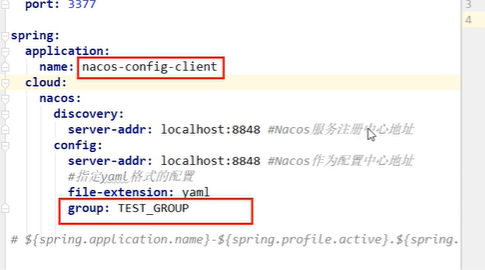 port: 3377
3
4
spring:
application:
name: nacos-config-client
cloud:
nacos:
discovery:
server-addr: localhost:8848 #Nacos服务注册中心地址
config:
server-addr: localhost:8848 #Nacos作为配置中心地址
#指定yaml格式的配置
file-extension: yaml
group: TEST_GROUP
# ${spring.application.name}-${spring.profile.active}.${spring.